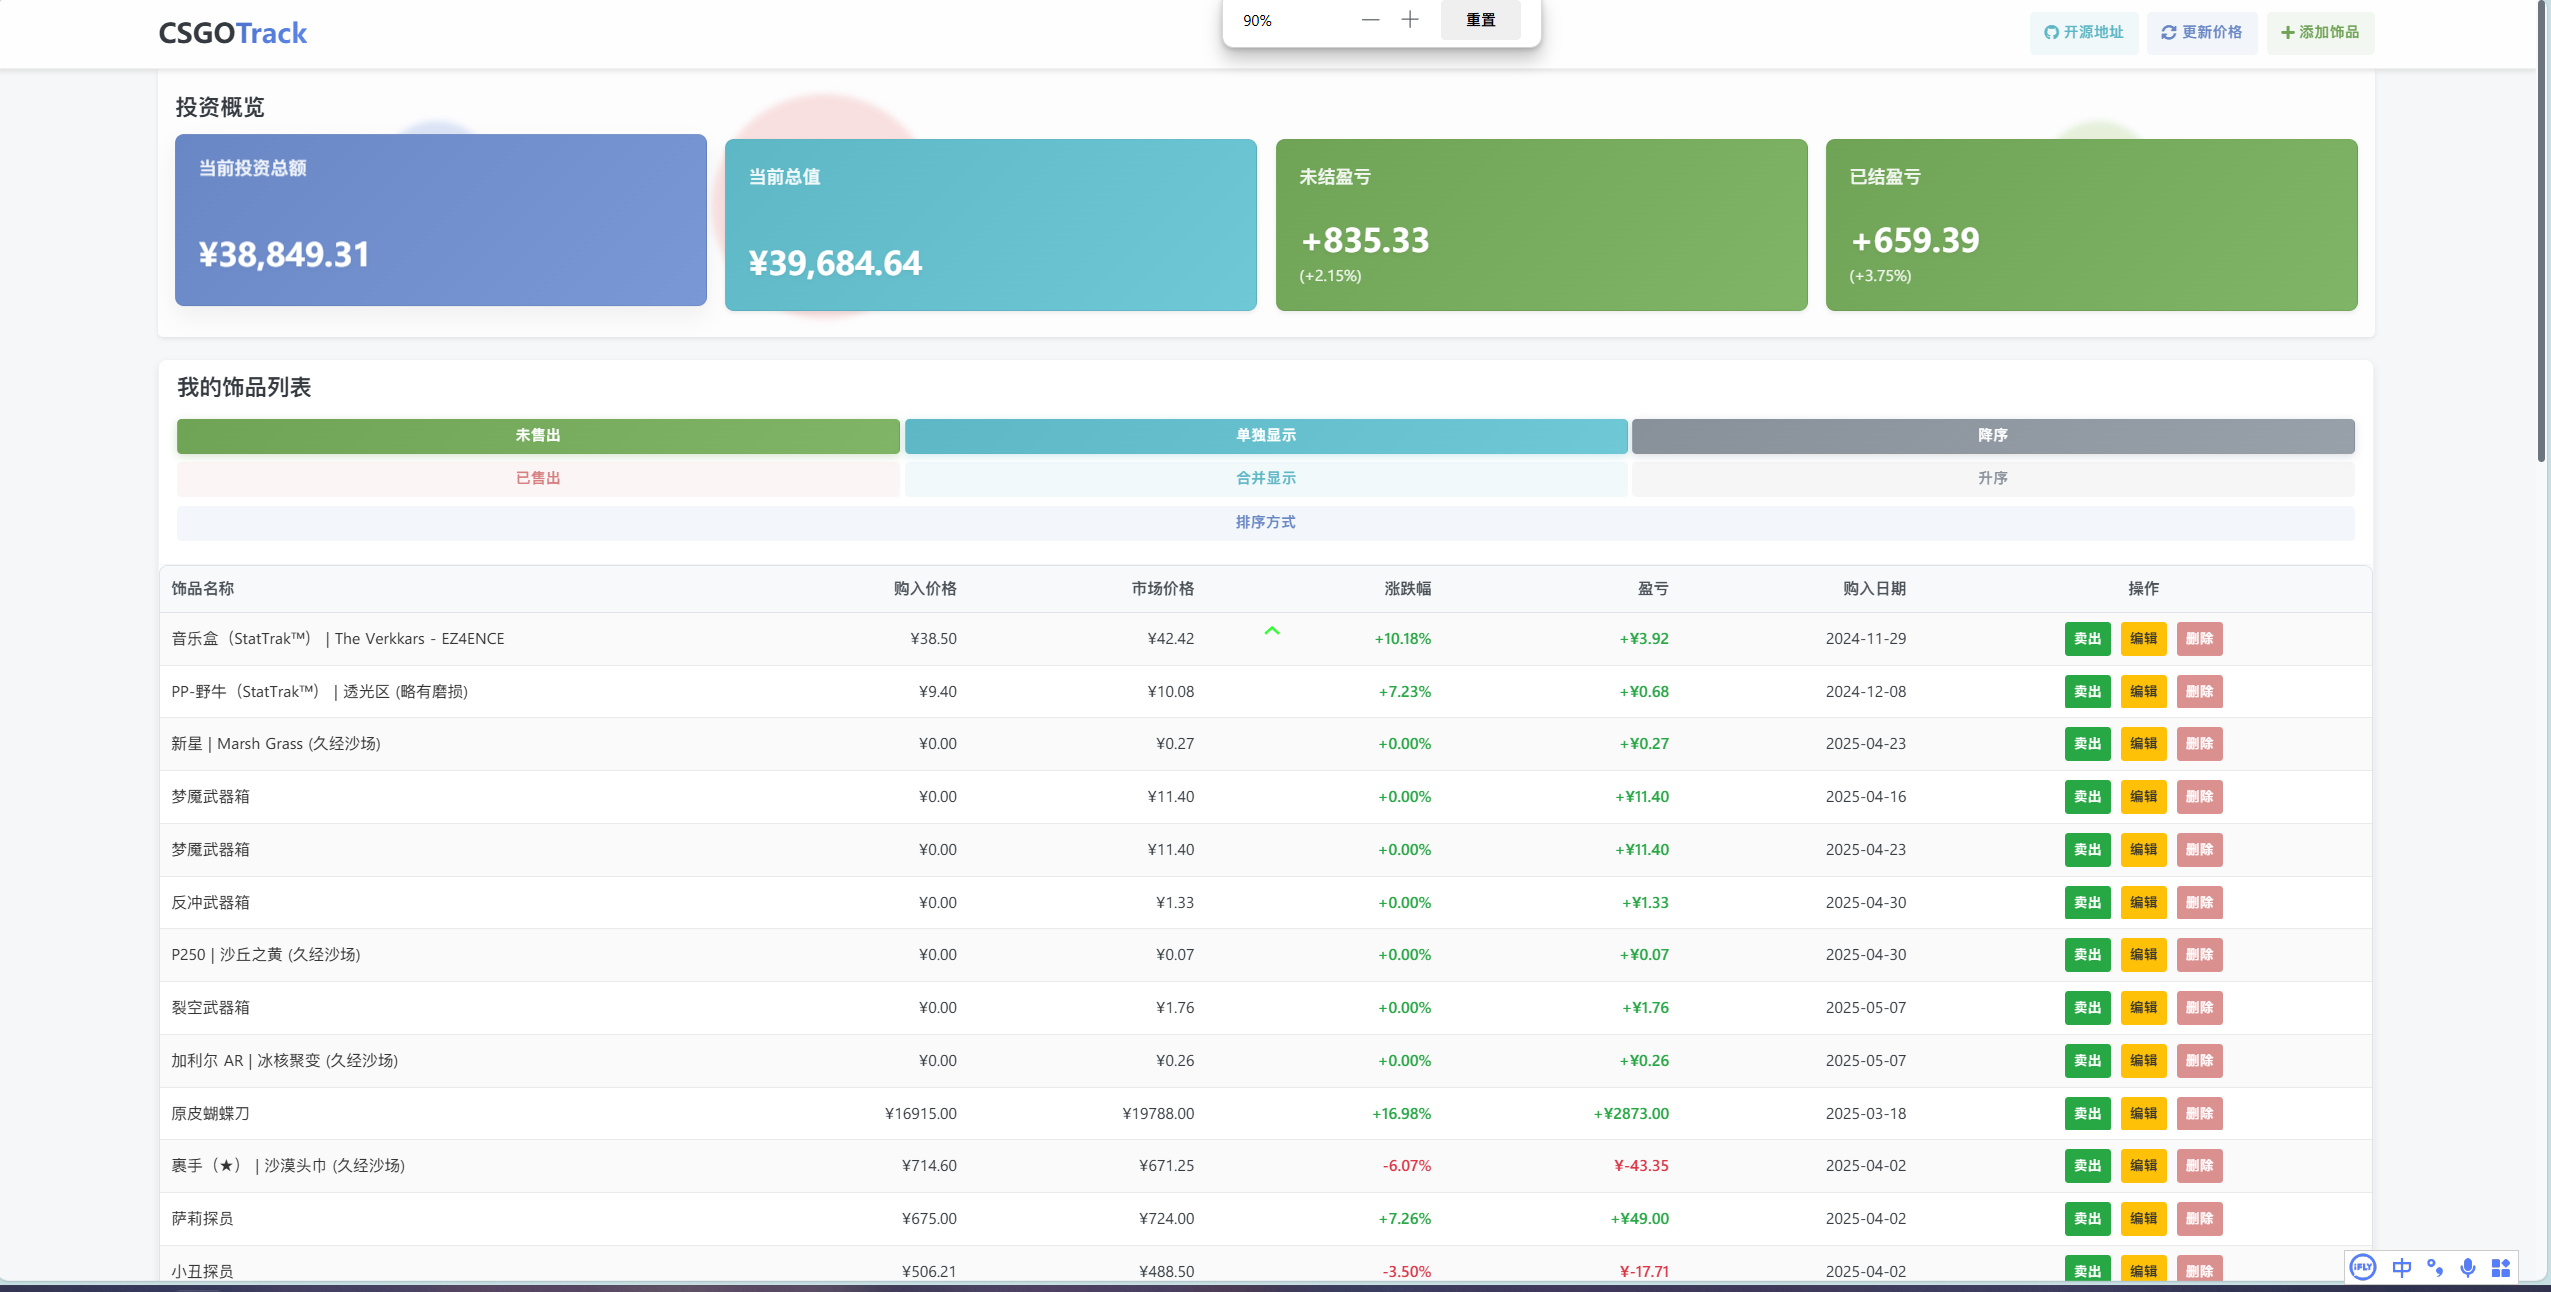 CSGOTrack
90%
重置
开源地址 更新价格 添加饰品
投资概览
当前投资总额
¥38,849.31
当前总值
¥39,684.64
未结盈亏
+835.33
(+2.15%)
已结盈亏
+659.39
(+3.75%)
我的饰品列表
未售出 单独显示 降序
已售出 合并显示 升序
排序方式
饰品名称 购入价格 市场价格 涨跌幅 盈亏 购入日期 操作
音乐盒（StatTrak™） | The Verkkars - EZ4ENCE ¥38.50 ¥42.42 +10.18% +¥3.92 2024-11-29 卖出 编辑 删除
PP-野牛（StatTrak™） | 透光区 (略有磨损) ¥9.40 ¥10.08 +7.23% +¥0.68 2024-12-08 卖出 编辑 删除
新星 | Marsh Grass (久经沙场) ¥0.00 ¥0.27 +0.00% +¥0.27 2025-04-23 卖出 编辑 删除
梦魇武器箱 ¥0.00 ¥11.40 +0.00% +¥11.40 2025-04-16 卖出 编辑 删除
梦魇武器箱 ¥0.00 ¥11.40 +0.00% +¥11.40 2025-04-23 卖出 编辑 删除
反冲武器箱 ¥0.00 ¥1.33 +0.00% +¥1.33 2025-04-30 卖出 编辑 删除
P250 | 沙丘之黄 (久经沙场) ¥0.00 ¥0.07 +0.00% +¥0.07 2025-04-30 卖出 编辑 删除
裂空武器箱 ¥0.00 ¥1.76 +0.00% +¥1.76 2025-05-07 卖出 编辑 删除
加利尔 AR | 冰核聚变 (久经沙场) ¥0.00 ¥0.26 +0.00% +¥0.26 2025-05-07 卖出 编辑 删除
原皮蝴蝶刀 ¥16915.00 ¥19788.00 +16.98% +¥2873.00 2025-03-18 卖出 编辑 删除
裹手（★） | 沙漠头巾 (久经沙场) ¥714.60 ¥671.25 -6.07% ¥-43.35 2025-04-02 卖出 编辑 删除
萨莉探员 ¥675.00 ¥724.00 +7.26% +¥49.00 2025-04-02 卖出 编辑 删除
小丑探员 ¥506.21 ¥488.50 -3.50% ¥-17.71 2025-04-02 卖出 编辑 删除
iFLY 中